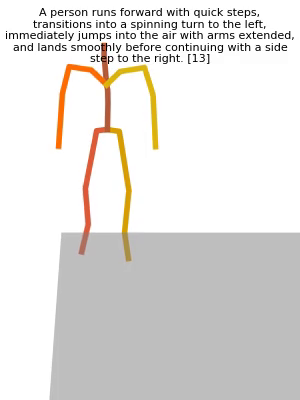 A person runs forward with quick steps,
transitions into a spinning turn to the left,
immediately jumps into the air with arms extended,
and lands smoothly before continuing with a side
step to the right. [13]